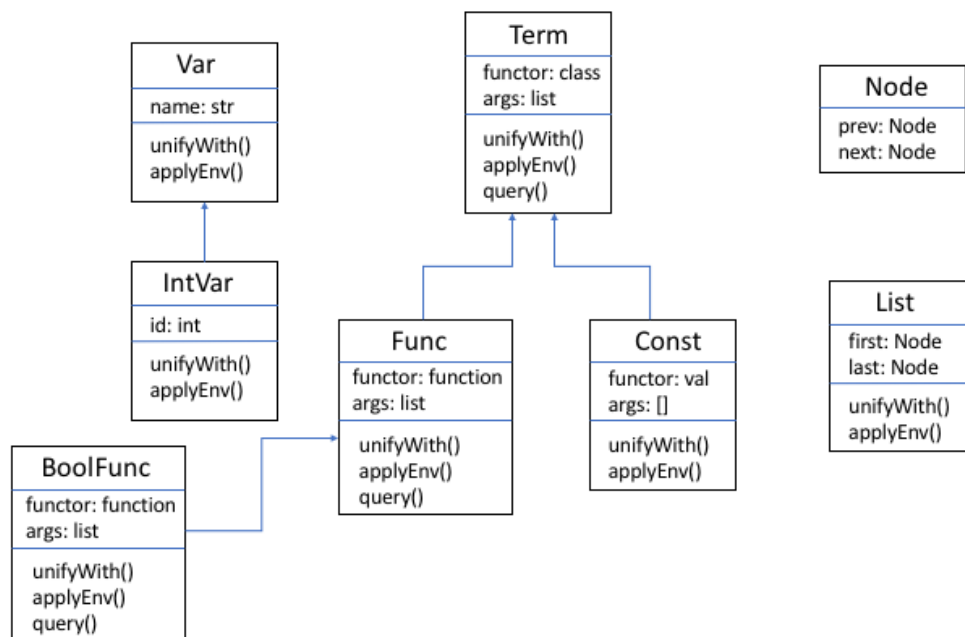 Var
name: str
unifyWith()
applyEnv()
Term
functor: class
args: list
unifyWith()
applyEnv()
query()
Node
prev: Node
next: Node
IntVar
id: int
unifyWith()
applyEnv()
Func
functor: function
args: list
unifyWith()
applyEnv()
query()
Const
functor: val
args: []
unifyWith()
applyEnv()
List
first: Node
last: Node
unifyWith()
applyEnv()
BoolFunc
functor: function
args: list
unifyWith()
applyEnv()
query()